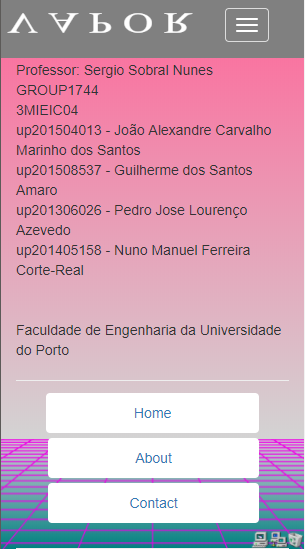 VAPOR
Professor: Sergio Sobral Nunes
GROUP1744
3MIEIC04
up201504013 - João Alexandre Carvalho
Marinho dos Santos
up201508537 - Guilherme dos Santos
Amaro
up201306026 - Pedro Jose Lourenço
Azevedo
up201405158 - Nuno Manuel Ferreira
Corte-Real
Faculdade de Engenharia da Universidade
do Porto
Home
About
Contact